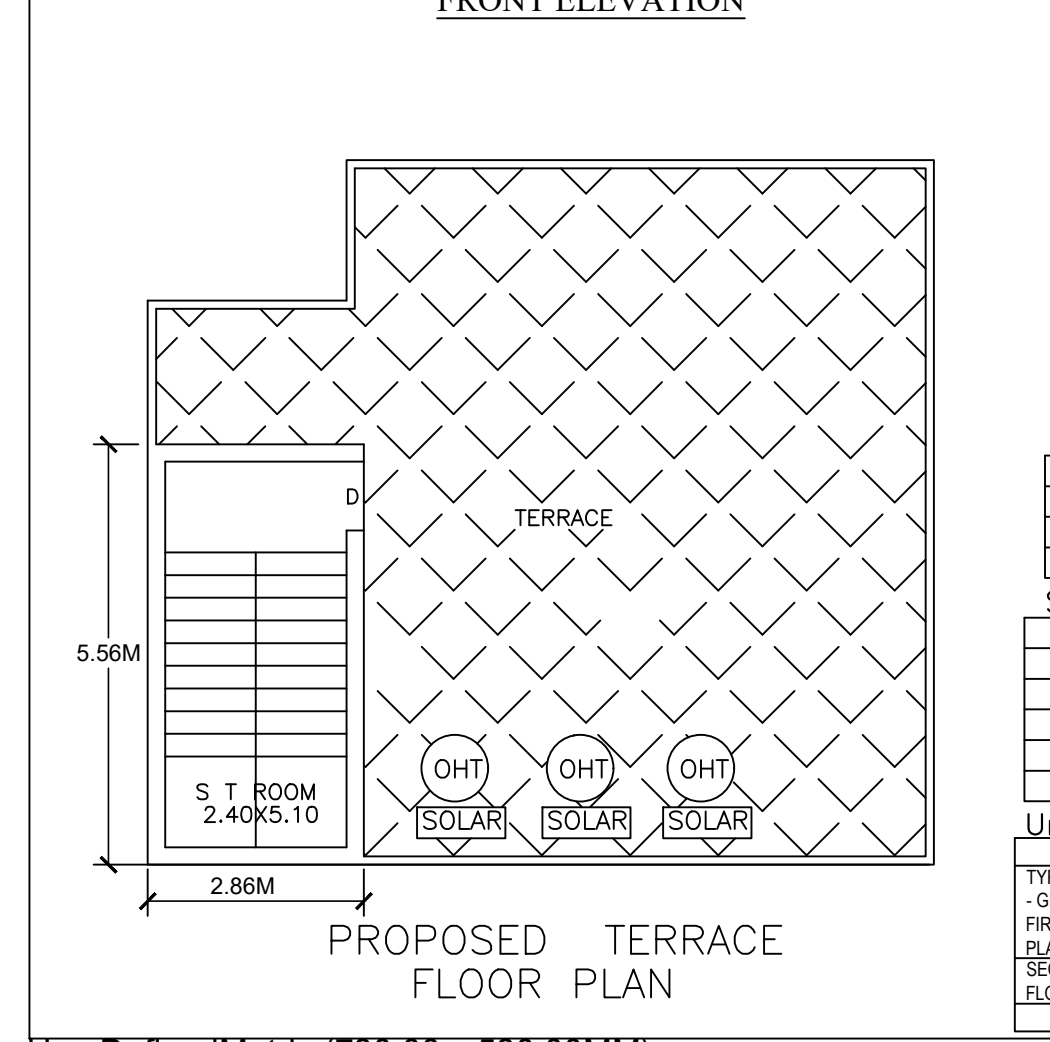 FRONT ELEVATION
D
TERRACE
5.56M
OHT OHT OHT
S T ROOM
2.40X5.10
SOLAR SOLAR SOLAR
2.86M
PROPOSED TERRACE
FLOOR PLAN